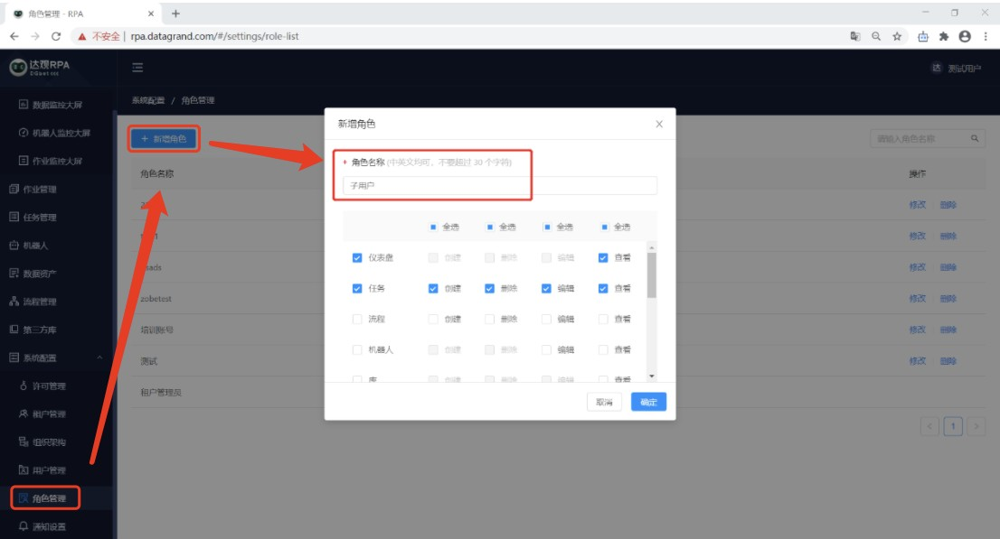 角色管理 - RPA
不安全 | rpa.datagrand.com/#/settings/role-list
达观RPA
测试用户
数据监控大屏
机器人监控大屏
作业监控大屏
作业管理
任务管理
机器人
数据资产
流程管理
第三方库
系统配置
许可管理
租户管理
组织架构
用户管理
角色管理
通知设置
系统配置 / 角色管理
+ 新增角色
请输入角色名称
角色名称
操作
修改 删除
修改 删除
修改 删除
zobetest
修改 删除
培训账号
修改 删除
测试
修改 删除
租户管理员
< 1 >
新增角色
* 角色名称 (中英文均可，不要超过 30 个字符)
子用户
全选 全选 全选 全选
仪表盘 创建 删除 编辑 查看
任务 创建 删除 编辑 查看
流程 创建 删除 编辑 查看
机器人 创建 删除 编辑 查看
库 创建 删除 编辑 查看
取消 确定